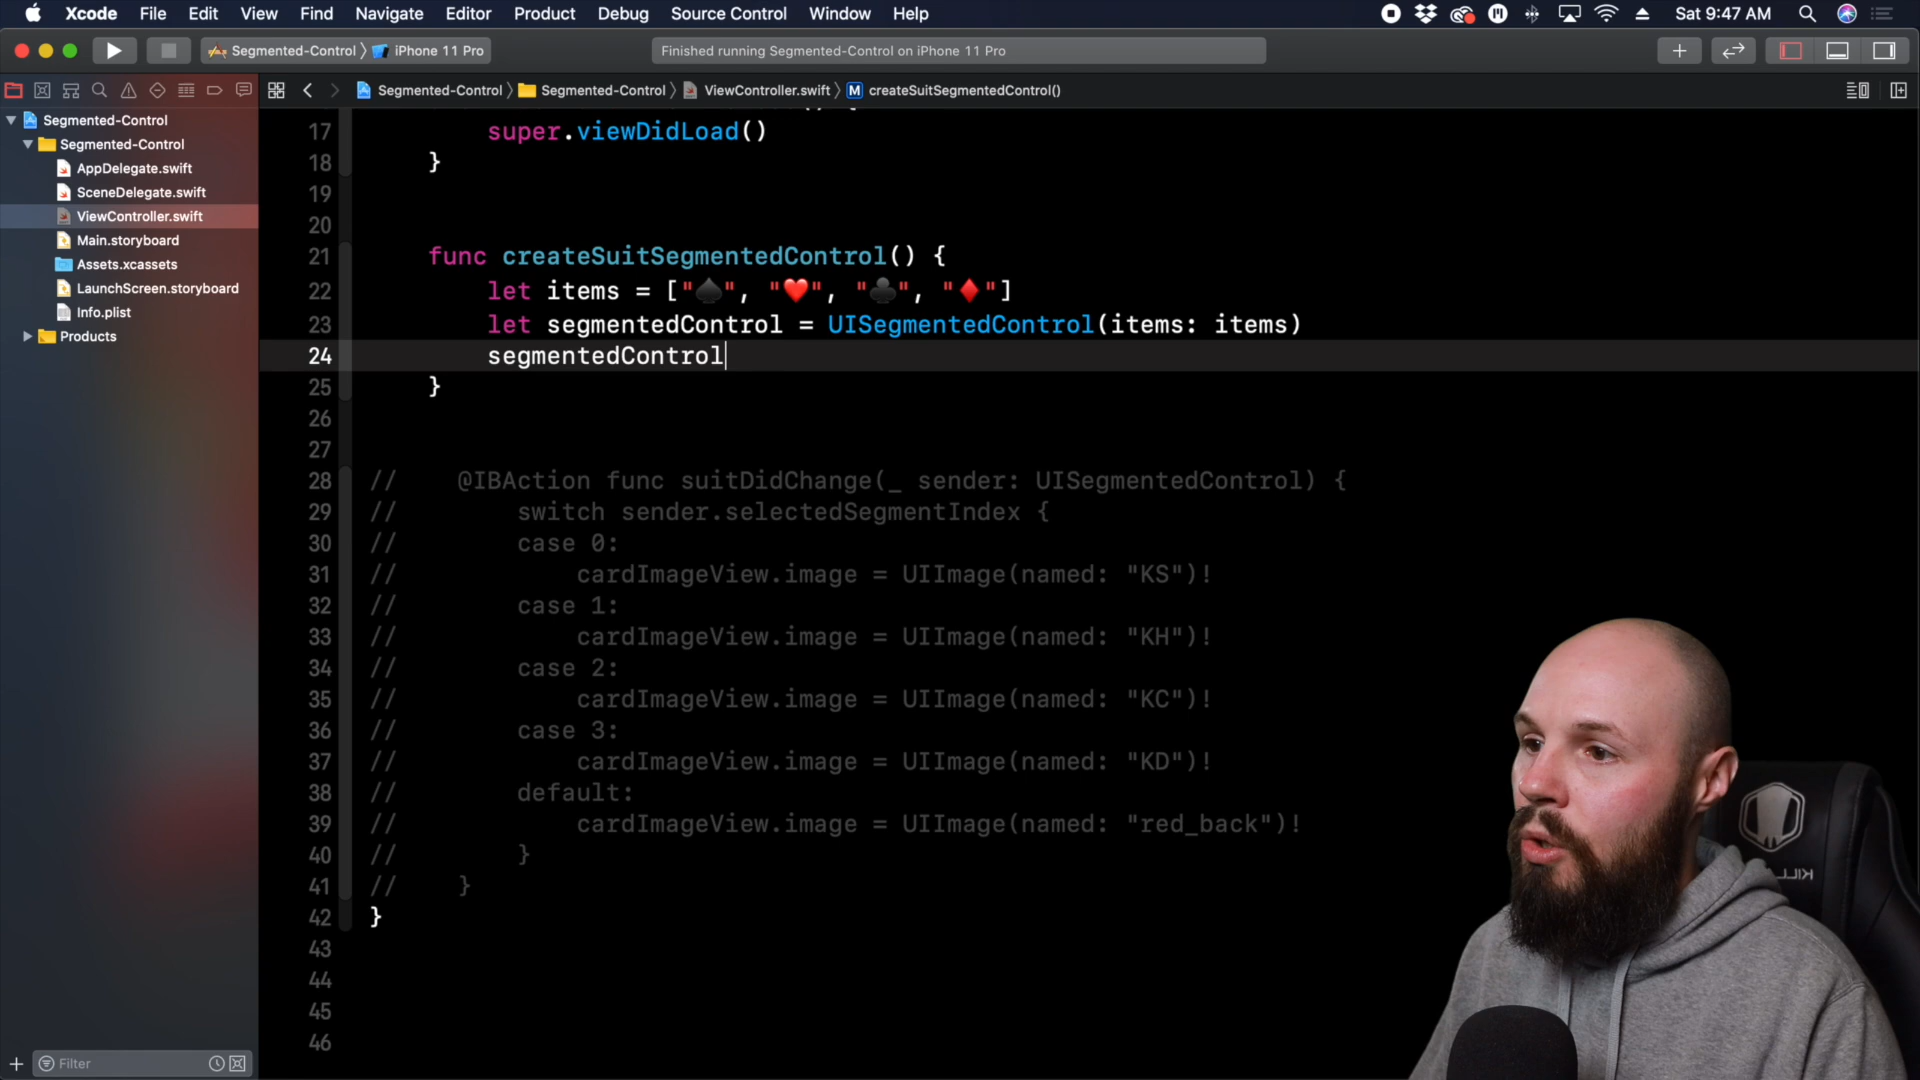 Xcode File Edit View Find Navigate Editor Product Debug Source Control Window Help Sat 9:47 AM
Segmented-Control iPhone 11 Pro Finished running Segmented-Control on iPhone 11 Pro
Segmented-Control Segmented-Control ViewController.swift M createSuitSegmentedControl()
Segmented-Control
Segmented-Control
AppDelegate.swift
SceneDelegate.swift
ViewController.swift
Main.storyboard
Assets.xcassets
LaunchScreen.storyboard
Info.plist
Products
Filter
17 super.viewDidLoad()
18 }
19
20
21 func createSuitSegmentedControl() {
22 let items = ["♠️", "❤️", "♣️", "♦️"]
23 let segmentedControl = UISegmentedControl(items: items)
24 segmentedControl
25 }
26
27
28 // @IBAction func suitDidChange(_ sender: UISegmentedControl) {
29 // switch sender.selectedSegmentIndex {
30 // case 0:
31 // cardImageView.image = UIImage(named: "KS")!
32 // case 1:
33 // cardImageView.image = UIImage(named: "KH")!
34 // case 2:
35 // cardImageView.image = UIImage(named: "KC")!
36 // case 3:
37 // cardImageView.image = UIImage(named: "KD")!
38 // default:
39 // cardImageView.image = UIImage(named: "red_back")!
40 // }
41 // }
42 }
43
44
45
46